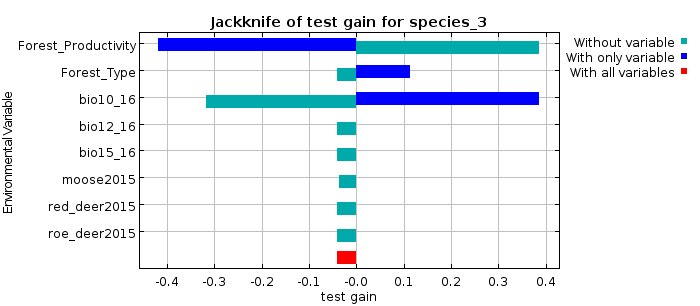 Jackknife of test gain for species_3
Environmental Variable
Forest_Productivity
Forest_Type
bio10_16
bio12_16
bio15_16
moose2015
red_deer2015
roe_deer2015
-0.4 -0.3 -0.2 -0.1 -0.0 0.1 0.2 0.3 0.4
test gain
Without variable
With only variable
With all variables